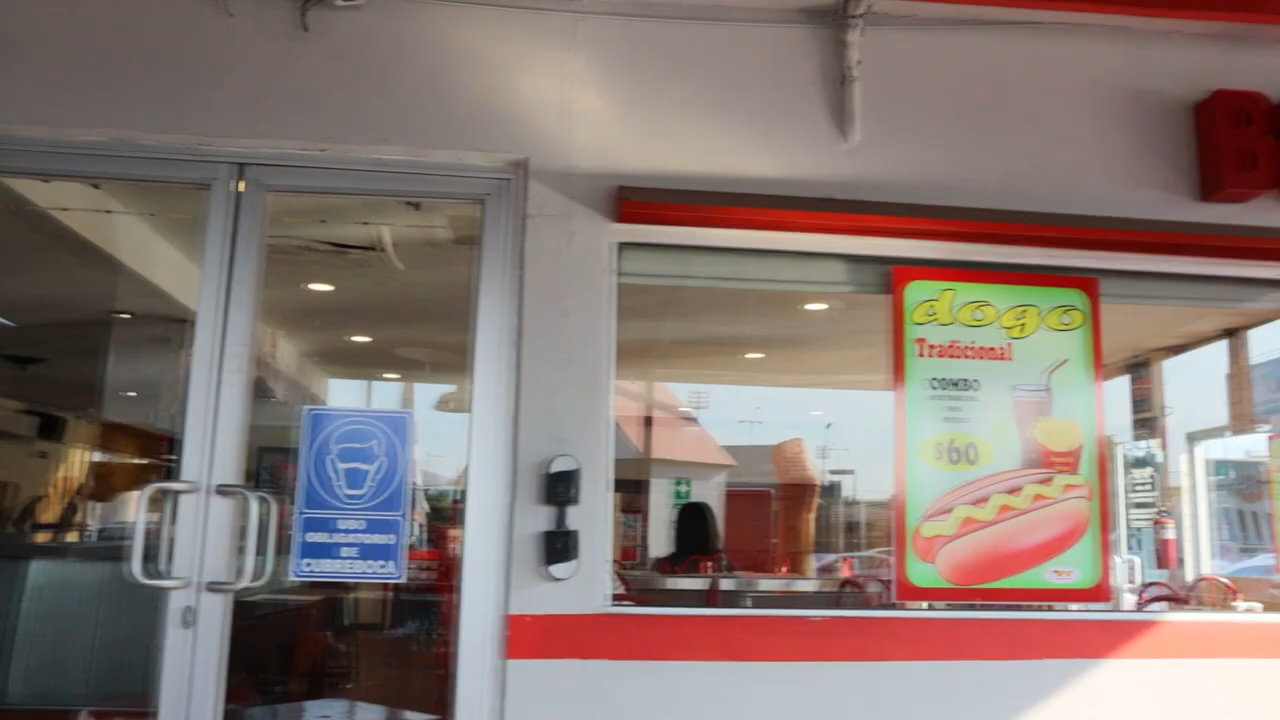 B
dogo
Tradicional
COMBO
$60
USO
OBLIGATORIO
DE
CUBREBOCA